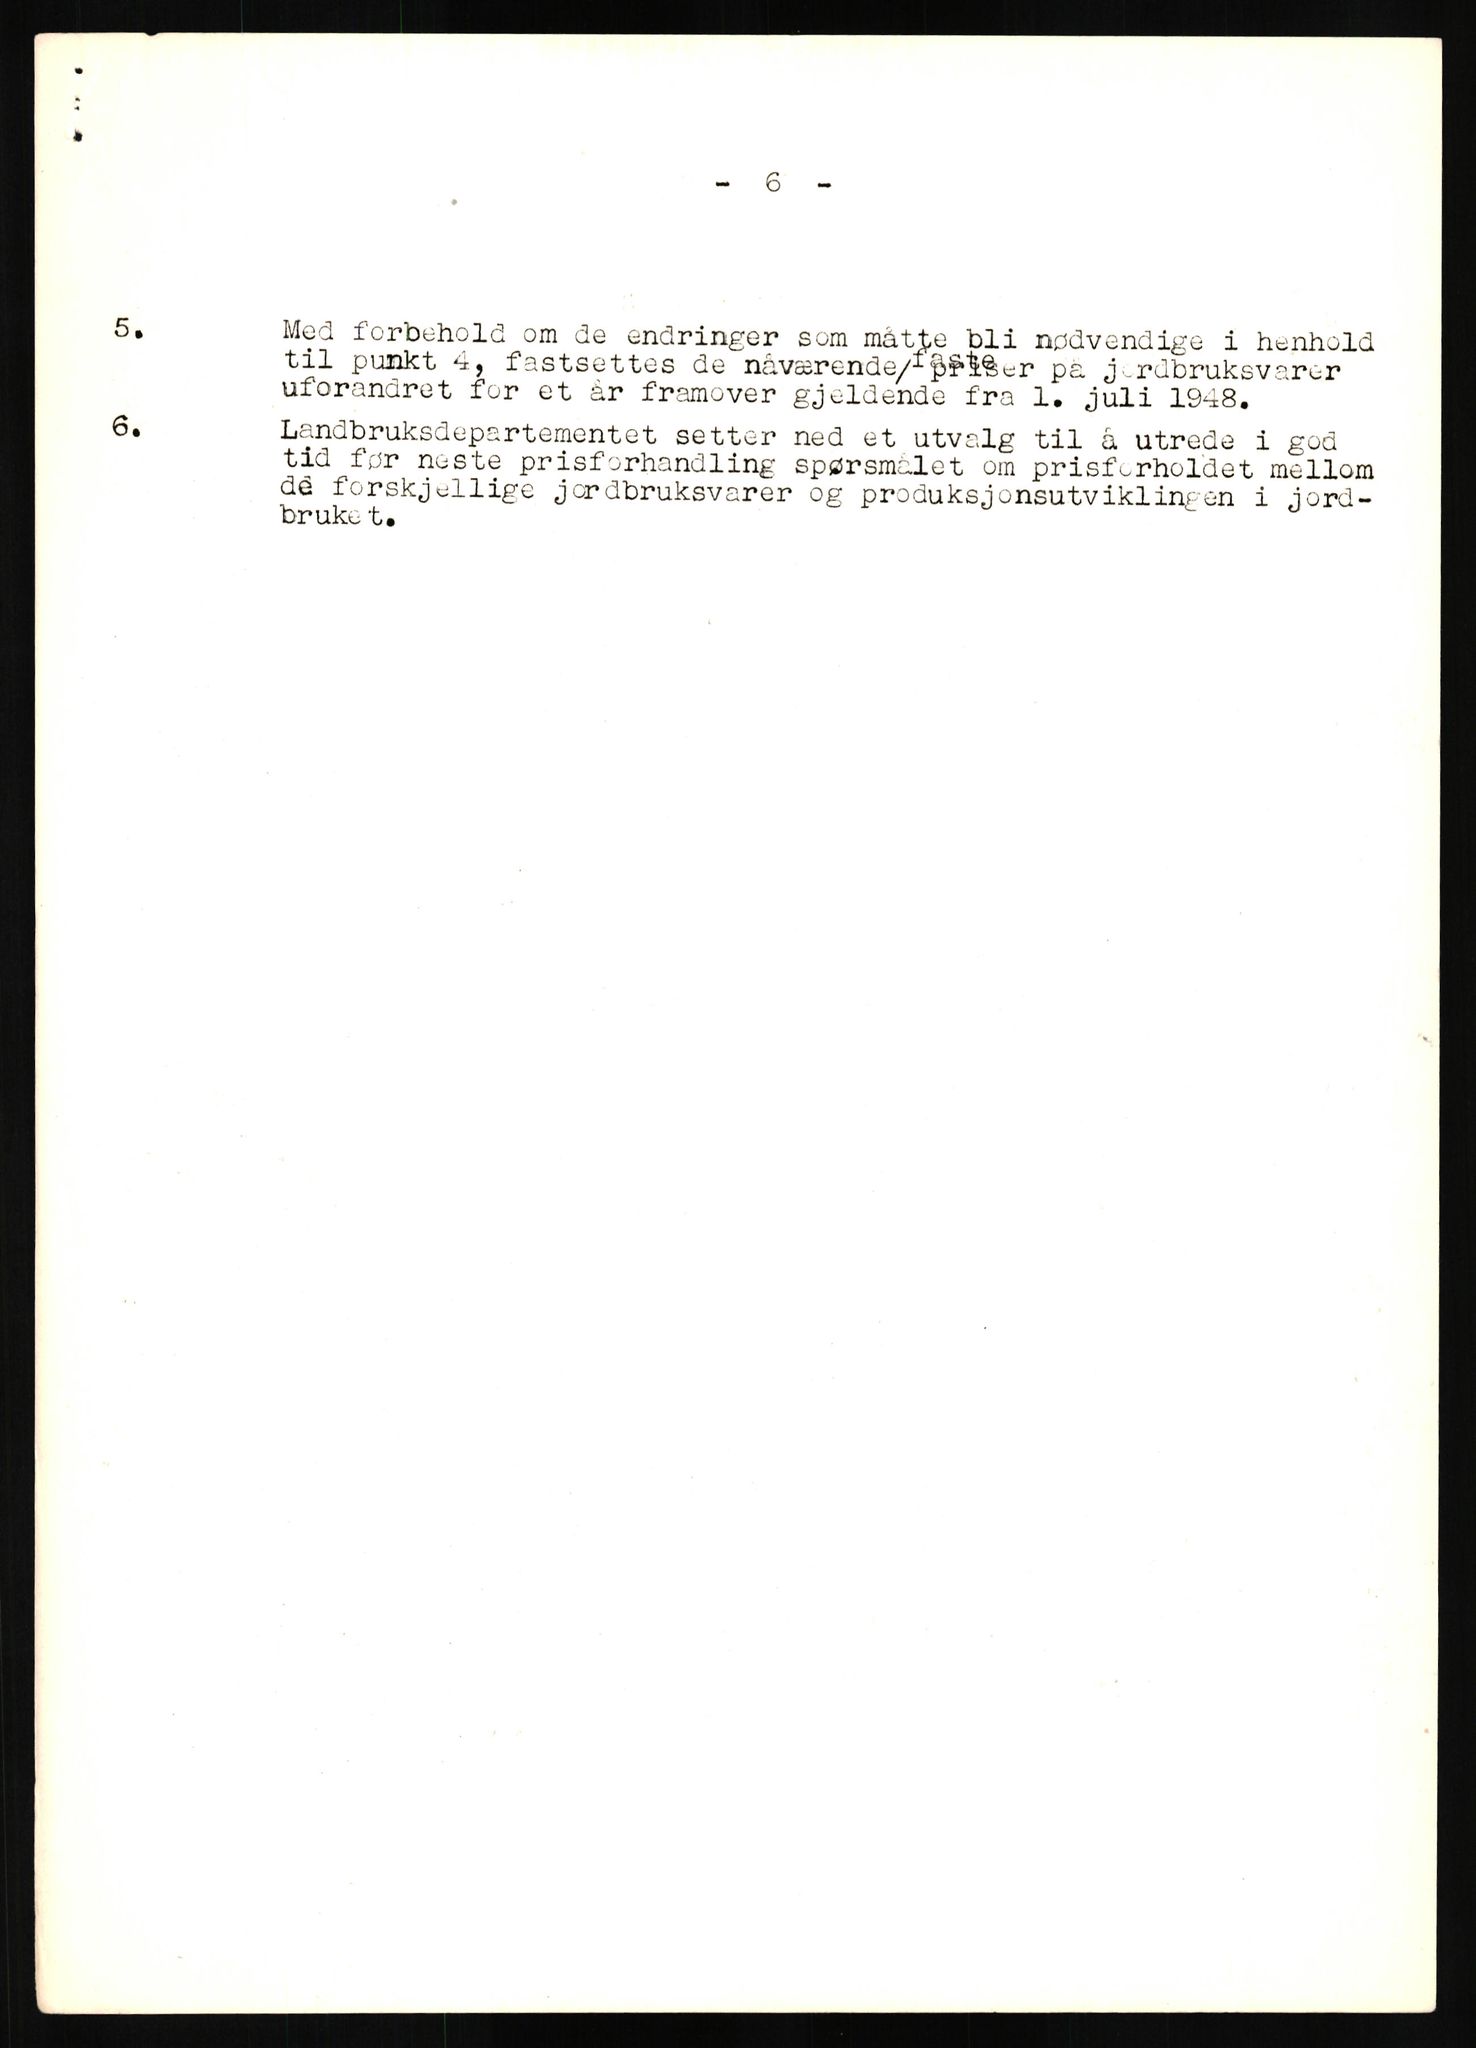 - 6 -
5. Med forbehold om de endringer som måtte bli nødvendige i henhold
til punkt 4, fastsettes de nåværende/faste priser på jordbruksvarer
uforandret for et år framover gjeldende fra 1. juli 1948.
6. Landbruksdepartementet setter ned et utvalg til å utrede i god
tid før neste prisforhandling spørsmålet om prisforholdet mellom
de forskjellige jordbruksvarer og produksjonsutviklingen i jord-
bruket.